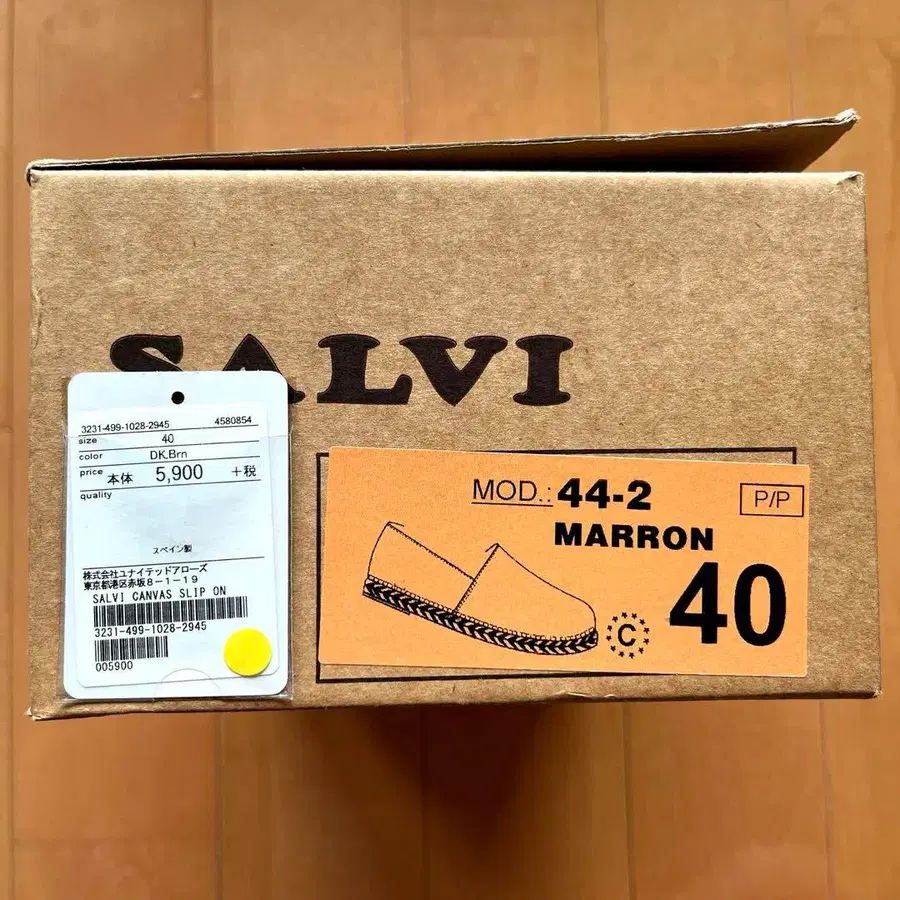 SALVI
3231-499-1028-2945 4580854
size 40
color DK.Brn
price 本体 5,900 +税
quality
スペイン製
株式会社ユナイテッドアローズ
東京都港区赤坂8-1-19
SALVI CANVAS SLIP ON
3231-499-1028-2945
005900
MOD.: 44-2 P/P
MARRON
C 40